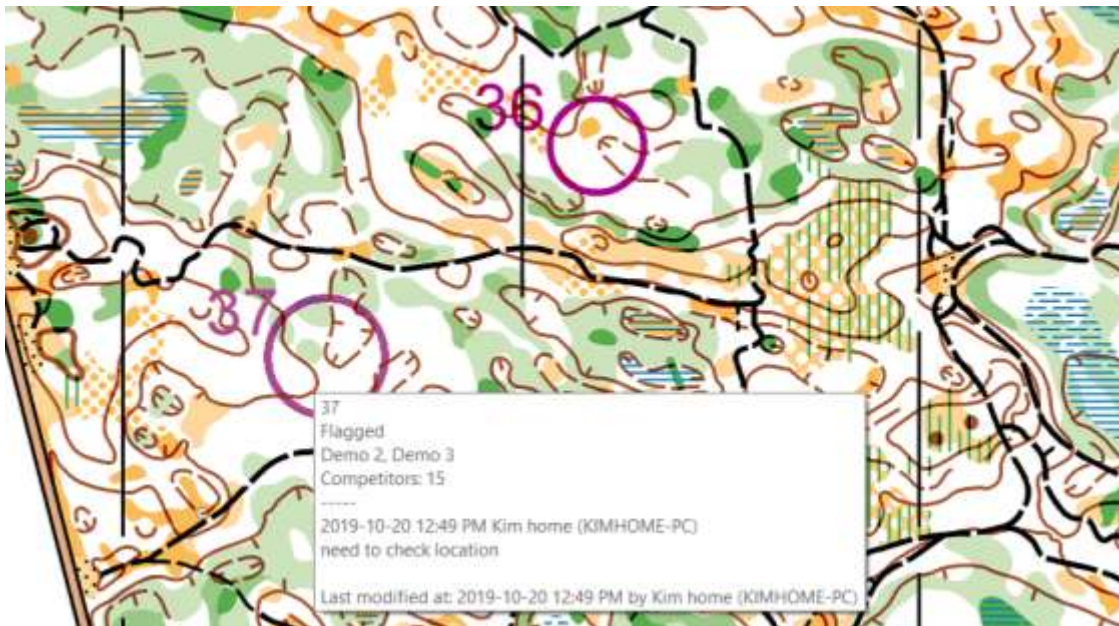 36
37
37
Flagged
Demo 2, Demo 3
Competitors: 15
-----
2019-10-20 12:49 PM Kim home (KIMHOME-PC)
need to check location
Last modified at: 2019-10-20 12:49 PM by Kim home (KIMHOME-PC)